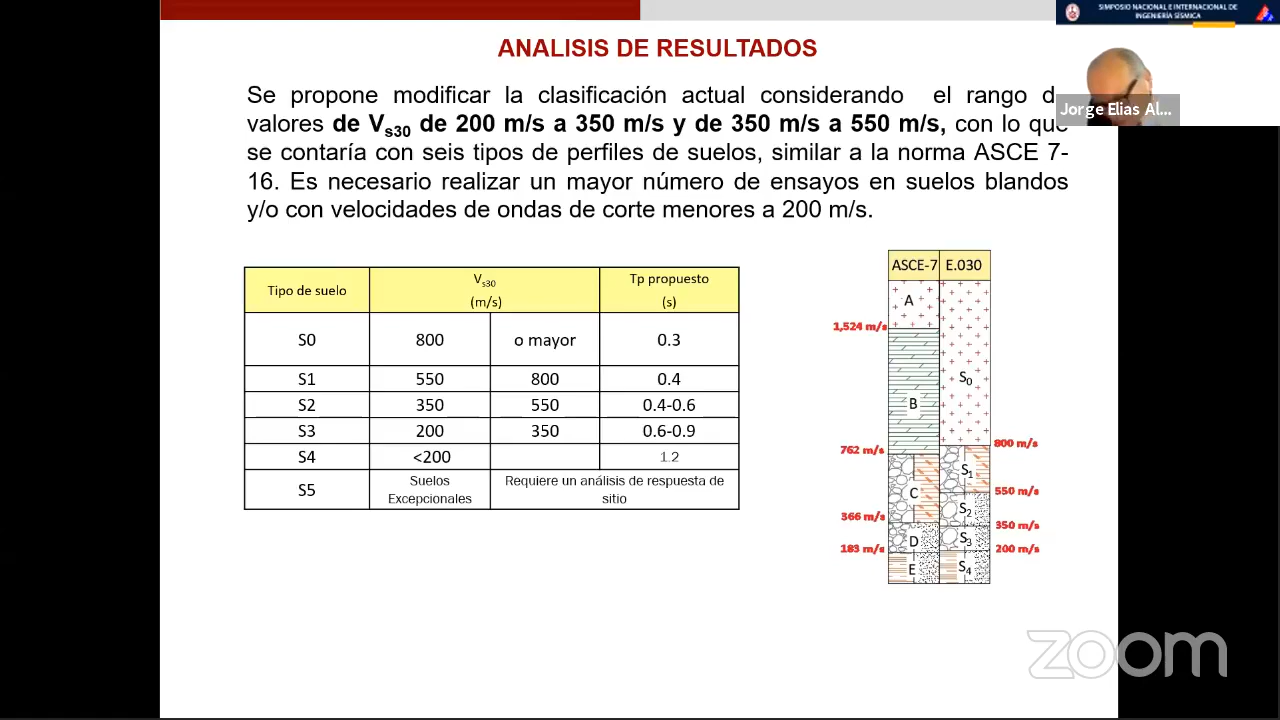 SIMPOSIO NACIONAL E INTERNACIONAL DE
INGENIERÍA SÍSMICA
Jorge Elias Al...
ANALISIS DE RESULTADOS
Se propone modificar la clasificación actual considerando el rango d
valores de Vs30 de 200 m/s a 350 m/s y de 350 m/s a 550 m/s, con lo que
se contaría con seis tipos de perfiles de suelos, similar a la norma ASCE 7-
16. Es necesario realizar un mayor número de ensayos en suelos blandos
y/o con velocidades de ondas de corte menores a 200 m/s.
Tipo de suelo Vs30 (m/s) Tp propuesto (s)
S0 800 o mayor 0.3
S1 550 800 0.4
S2 350 550 0.4-0.6
S3 200 350 0.6-0.9
S4 <200 1.2
S5 Suelos Excepcionales Requiere un análisis de respuesta de sitio
ASCE-7 E.030
A
1,524 m/s
S0
B
762 m/s
800 m/s
S1
C
550 m/s
S2
366 m/s
350 m/s
D S3
183 m/s
200 m/s
E S4
zoom